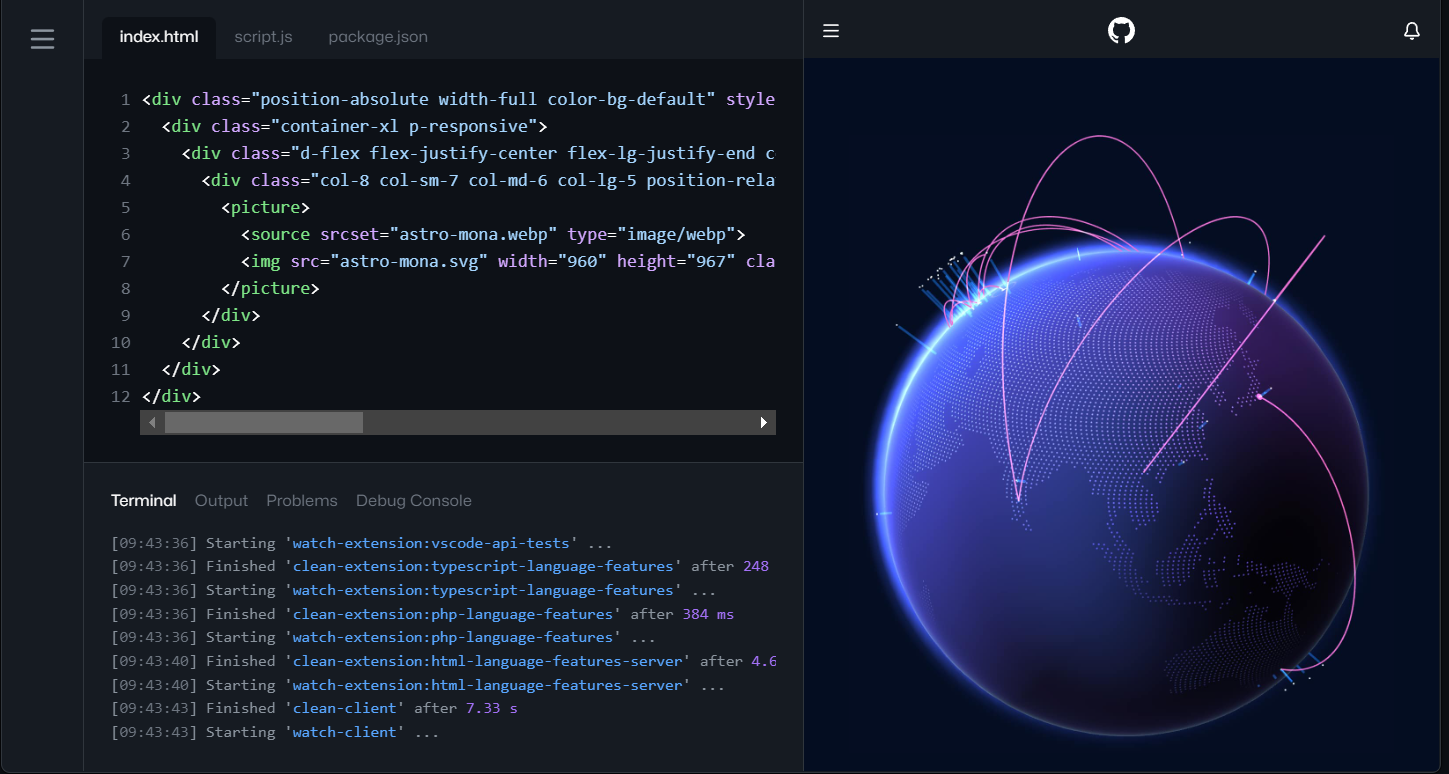 index.html script.js package.json
1 <div class="position-absolute width-full color-bg-default" style
2 <div class="container-xl p-responsive">
3 <div class="d-flex flex-justify-center flex-lg-justify-end c
4 <div class="col-8 col-sm-7 col-md-6 col-lg-5 position-rela
5 <picture>
6 <source srcset="astro-mona.webp" type="image/webp">
7 <img src="astro-mona.svg" width="960" height="967" cla
8 </picture>
9 </div>
10 </div>
11 </div>
12 </div>
Terminal Output Problems Debug Console
[09:43:36] Starting 'watch-extension:vscode-api-tests' ...
[09:43:36] Finished 'clean-extension:typescript-language-features' after 248
[09:43:36] Starting 'watch-extension:typescript-language-features' ...
[09:43:36] Finished 'clean-extension:php-language-features' after 384 ms
[09:43:36] Starting 'watch-extension:php-language-features' ...
[09:43:40] Finished 'clean-extension:html-language-features-server' after 4.6
[09:43:40] Starting 'watch-extension:html-language-features-server' ...
[09:43:43] Finished 'clean-client' after 7.33 s
[09:43:43] Starting 'watch-client' ...